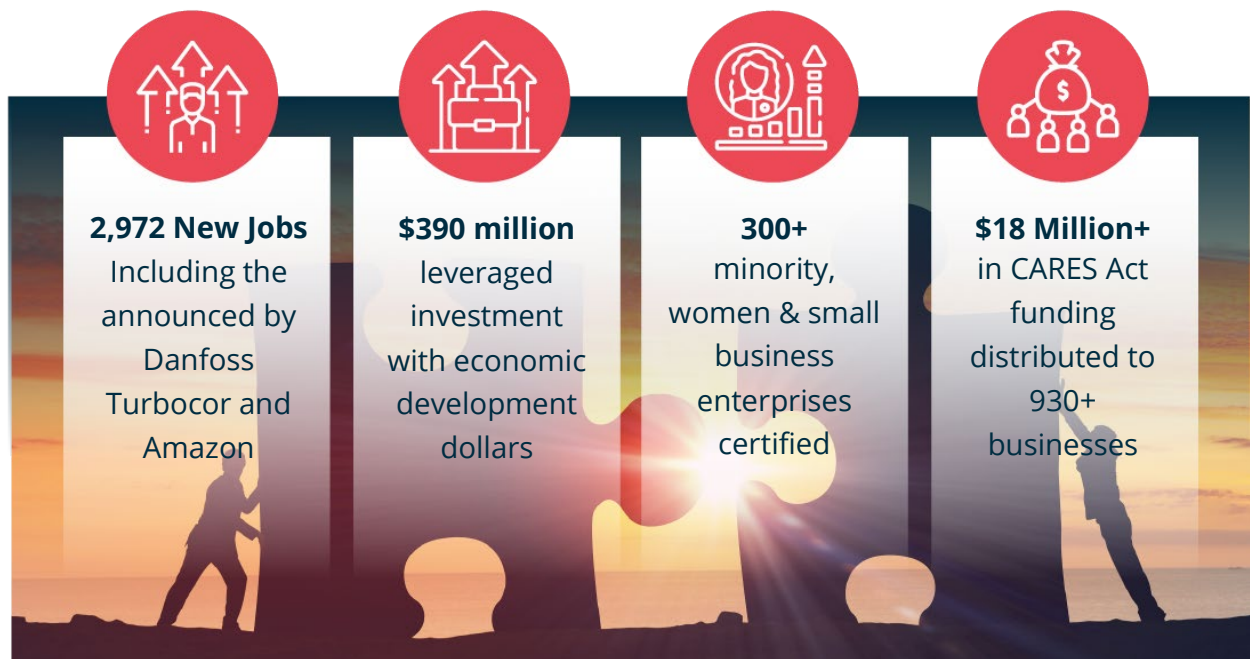 $
2,972 New Jobs
Including the
announced by
Danfoss
Turbocor and
Amazon
$390 million
leveraged
investment
with economic
development
dollars
300+
minority,
women & small
business
enterprises
certified
$18 Million+
in CARES Act
funding
distributed to
930+
businesses